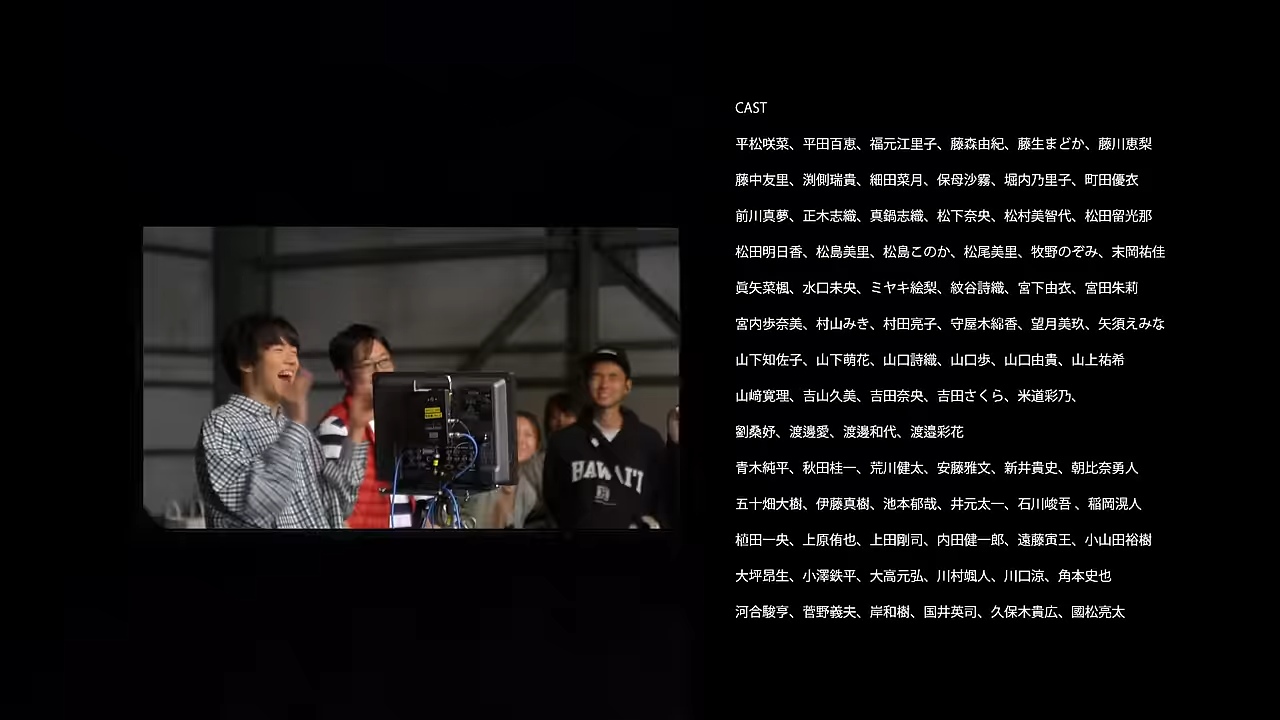 CAST
平松咲菜、平田百恵、福元江里子、藤森由紀、藤生まどか、藤川恵梨
藤中友里、渕側瑞貴、細田菜月、保母沙霧、堀内乃里子、町田優衣
前川真夢、正木志織、真鍋志織、松下奈央、松村美智代、松田留光那
松田明日香、松島美里、松島このか、松尾美里、牧野のぞみ、末岡祐佳
眞矢菜楓、水口未央、ミヤキ絵梨、紋谷詩織、宮下由衣、宮田朱莉
宮内歩奈美、村山みき、村田亮子、守屋木綿香、望月美玖、矢須えみな
山下知佐子、山下萌花、山口詩織、山口歩、山口由貴、山上祐希
山﨑寛理、吉山久美、吉田奈央、吉田さくら、米道彩乃、
劉桑妤、渡邊愛、渡邉和代、渡邉彩花
青木純平、秋田桂一、荒川健太、安藤雅文、新井貴史、朝比奈勇人
五十畑大樹、伊藤真樹、池本郁哉、井元太一、石川峻吾 、稲岡滉人
植田一央、上原侑也、上田剛司、内田健一郎、遠藤寅王、小山田裕樹
大坪昂生、小澤鉄平、大高元弘、川村颯人、川口涼、角本史也
河合駿亨、菅野義夫、岸和樹、国井英司、久保木貴広、國松亮太
HAWAI'I